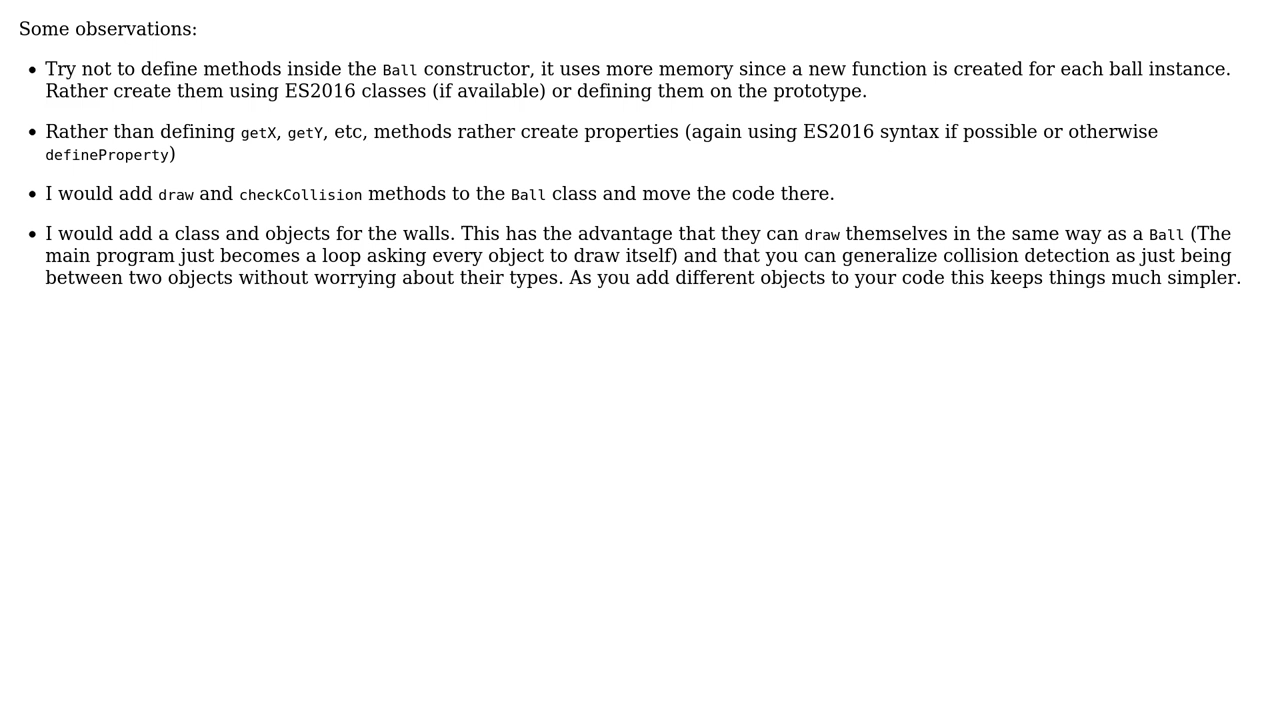 Some observations:
• Try not to define methods inside the Ball constructor, it uses more memory since a new function is created for each ball instance.
Rather create them using ES2016 classes (if available) or defining them on the prototype.
• Rather than defining getX, getY, etc, methods rather create properties (again using ES2016 syntax if possible or otherwise
defineProperty)
• I would add draw and checkCollision methods to the Ball class and move the code there.
• I would add a class and objects for the walls. This has the advantage that they can draw themselves in the same way as a Ball (The
main program just becomes a loop asking every object to draw itself) and that you can generalize collision detection as just being
between two objects without worrying about their types. As you add different objects to your code this keeps things much simpler.